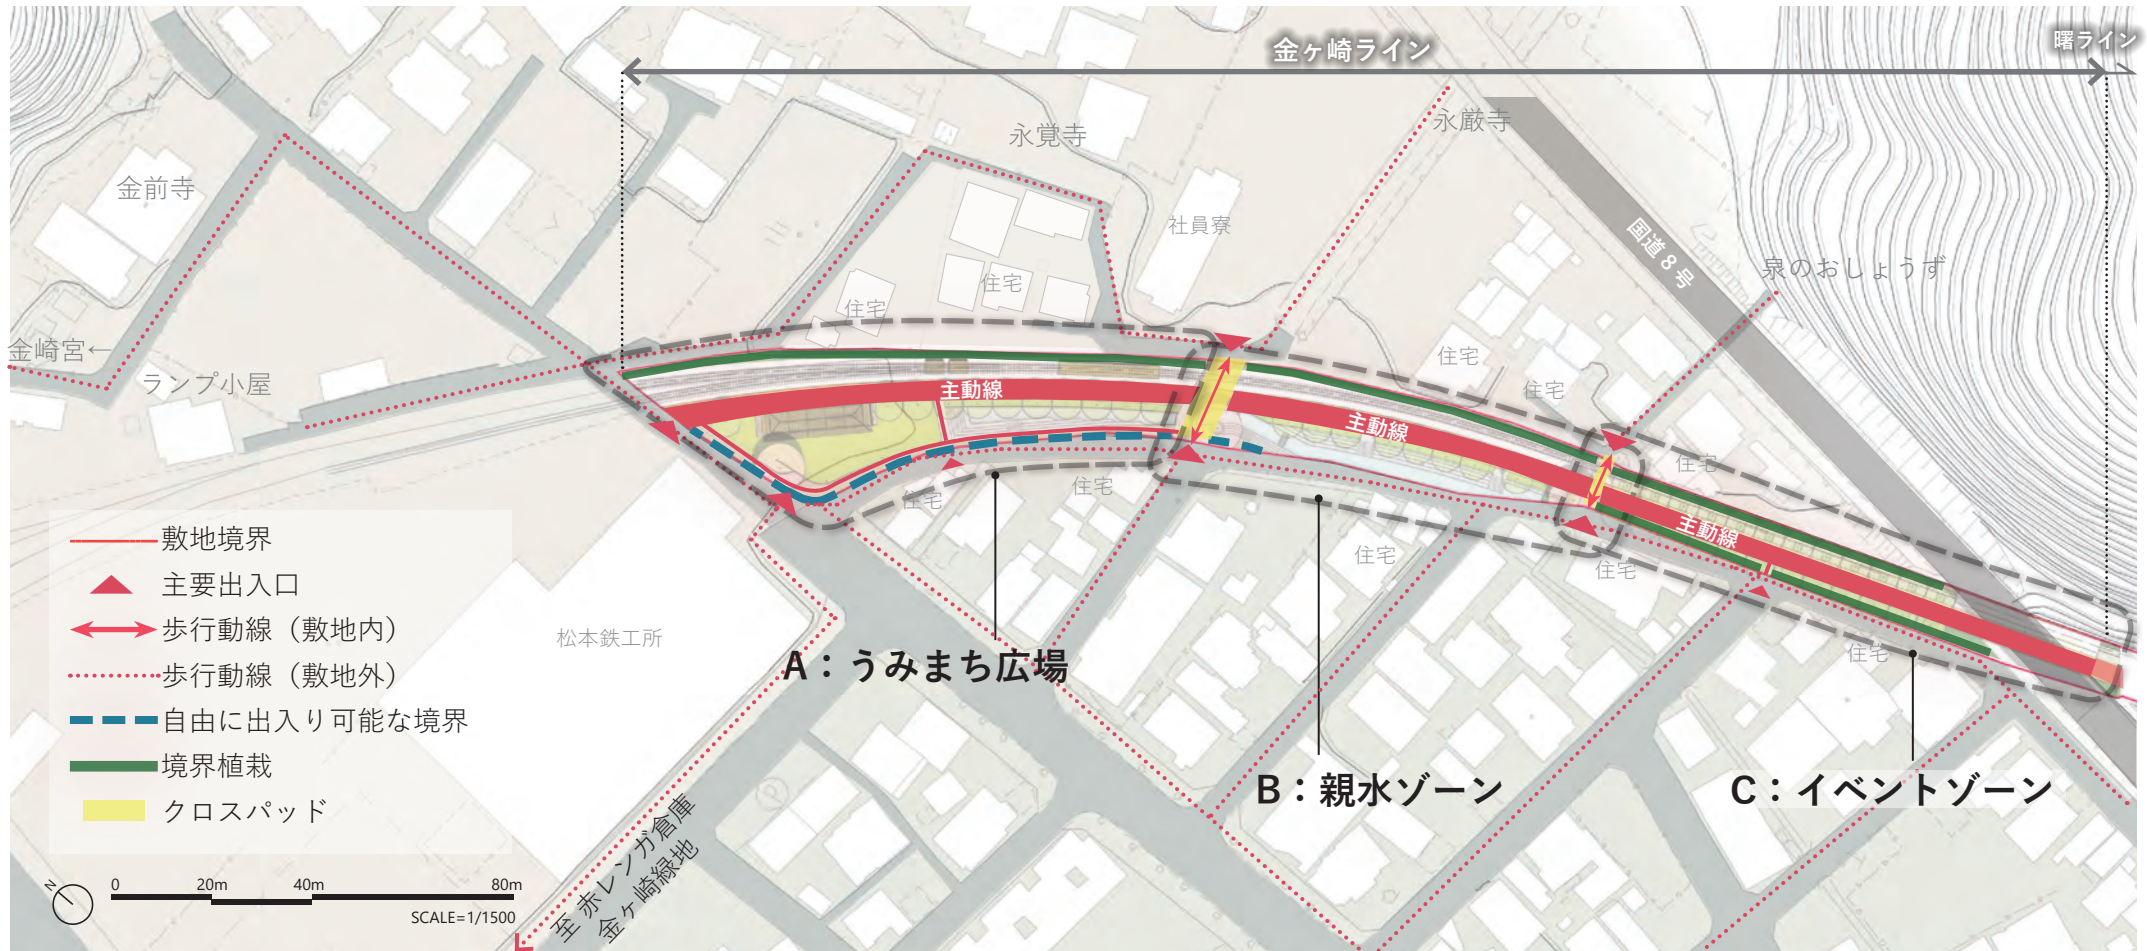 金ヶ崎ライン
曙ライン
永覚寺
永厳寺
金前寺
社員寮
国道8号
泉のおしょうず
住宅
住宅
金崎宮←
ランプ小屋
住宅
住宅
主動線
主動線
住宅
住宅
住宅
住宅
主動線
住宅
住宅
敷地境界
主要出入口
歩行動線（敷地内）
歩行動線（敷地外）
自由に出入り可能な境界
境界植栽
クロスパッド
松本鉄工所
A：うみまち広場
住宅
B：親水ゾーン
C：イベントゾーン
至 赤レンガ倉庫
金ヶ崎緑地
N
0 20m 40m 80m
SCALE=1/1500